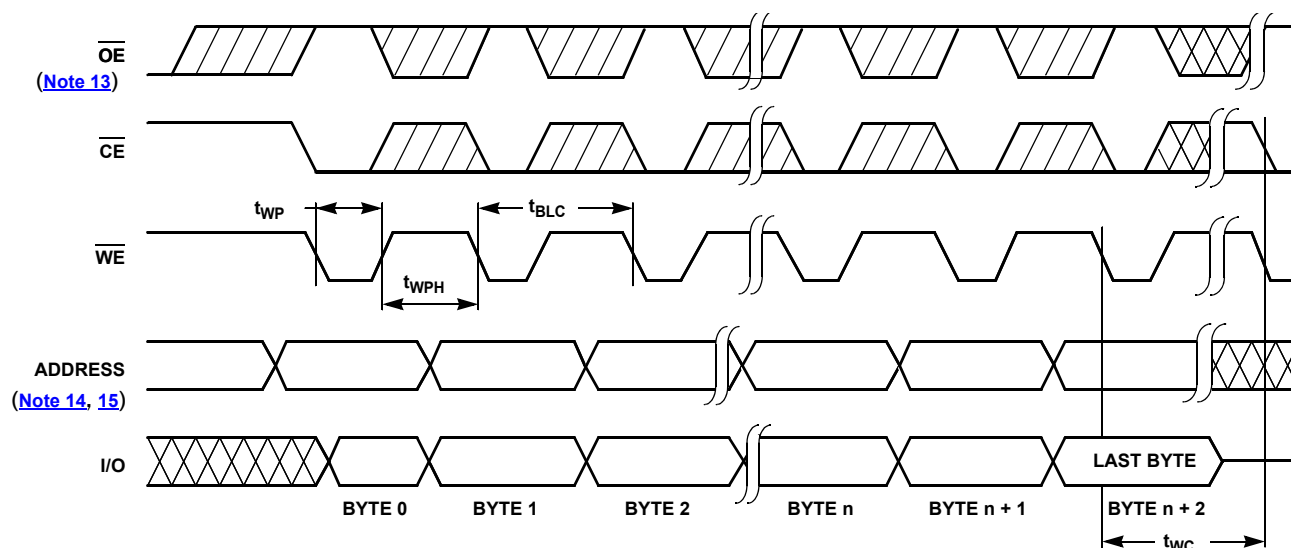 OE
(Note 13)
CE
tWP
tBLC
WE
tWPH
ADDRESS
(Note 14, 15)
I/O
LAST BYTE
BYTE 0
BYTE 1
BYTE 2
BYTE n
BYTE n + 1
BYTE n + 2
tWC